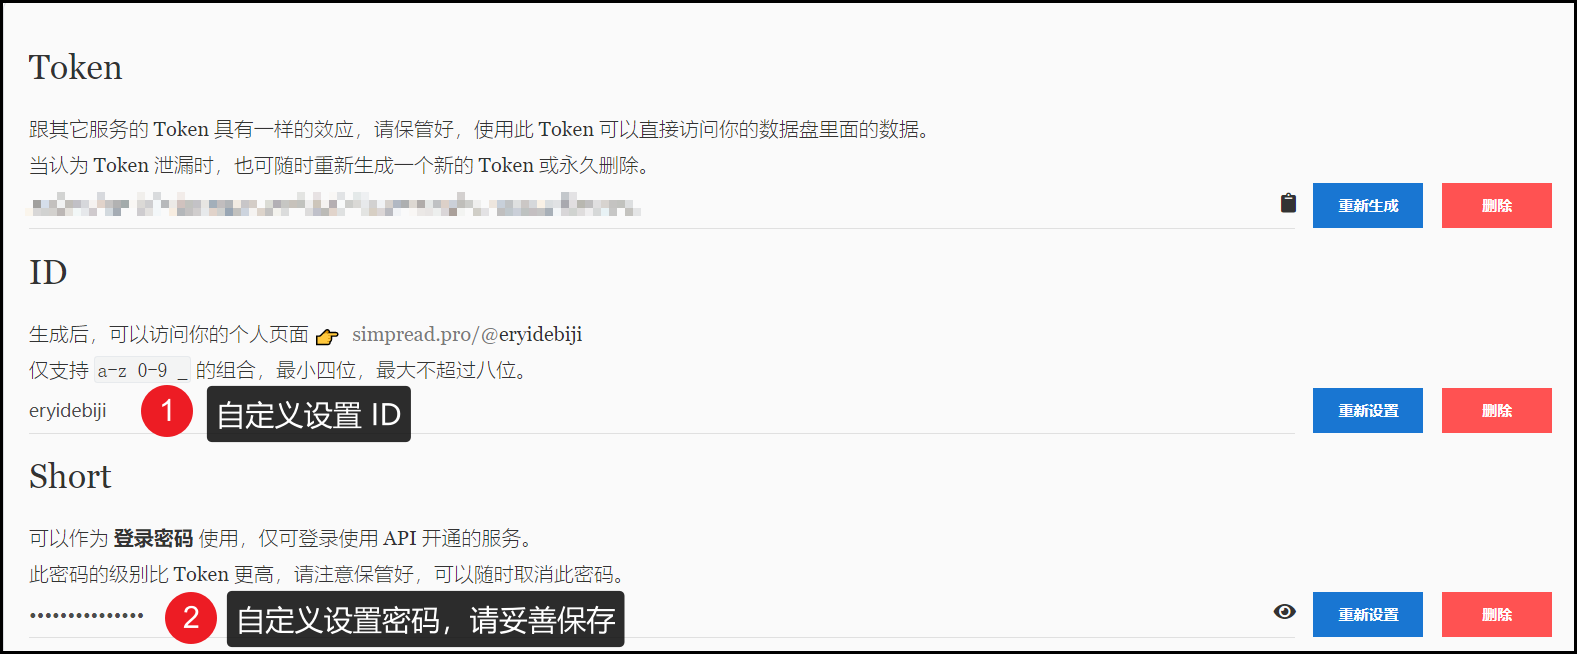 Token
跟其它服务的 Token 具有一样的效应，请保管好，使用此 Token 可以直接访问你的数据盘里面的数据。
当认为 Token 泄漏时，也可随时重新生成一个新的 Token 或永久删除。
重新生成 删除
ID
生成后，可以访问你的个人页面 👉 simpread.pro/@eryidebiji
仅支持 a-z 0-9 _ 的组合，最小四位，最大不超过八位。
eryidebiji 1 自定义设置 ID 重新设置 删除
Short
可以作为 登录密码 使用，仅可登录使用 API 开通的服务。
此密码的级别比 Token 更高，请注意保管好，可以随时取消此密码。
••••••••••••••• 2 自定义设置密码，请妥善保存 重新设置 删除